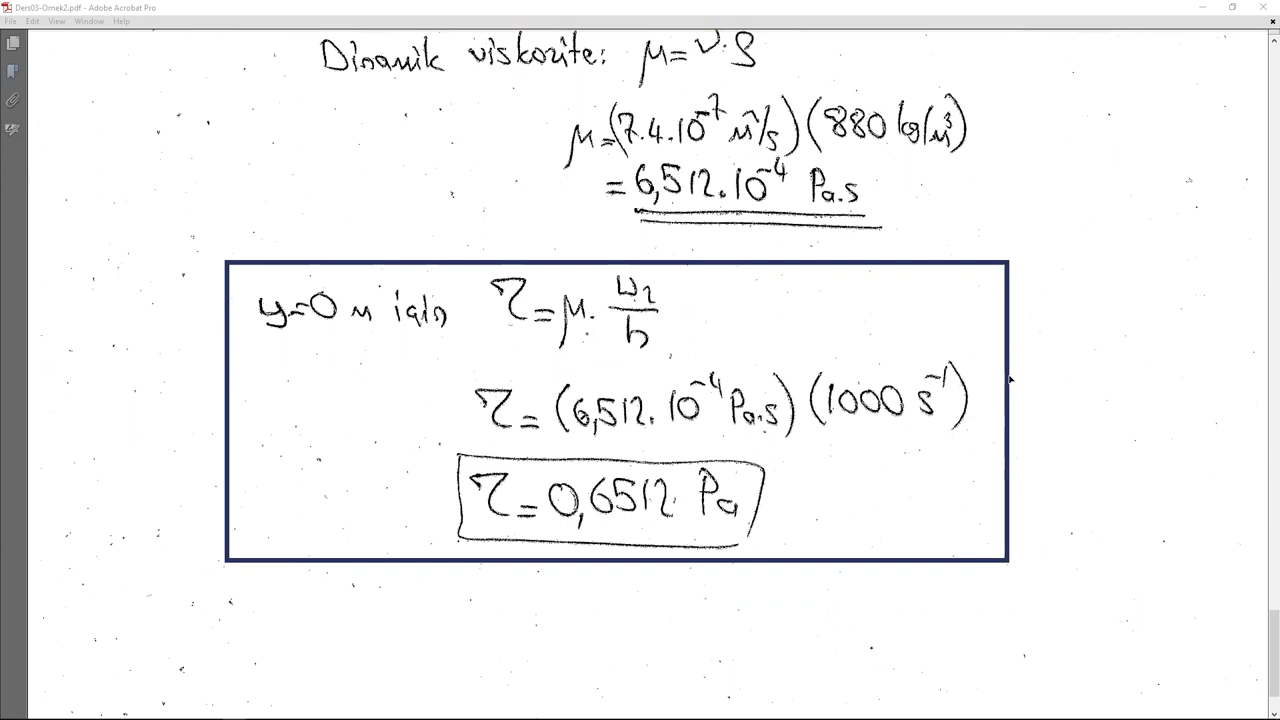 Ders03-Ornek2.pdf - Adobe Acrobat Pro
File Edit View Window Help
Dinamik viskozite: μ = ν·ρ
μ = (7.4.10⁻⁷ m²/s) (880 kg/m³)
= 6,512.10⁻⁴ Pa.s
y=0 m için τ = μ. U₂/b
τ = (6,512.10⁻⁴ Pa.s) (1000 s⁻¹)
τ = 0,6512 Pa